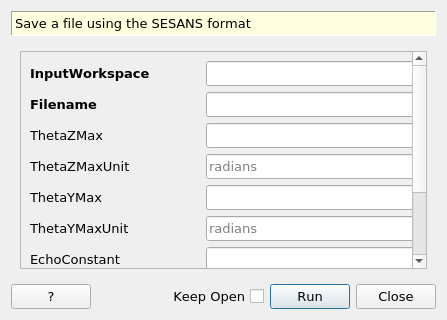 Save a file using the SESANS format
InputWorkspace
Filename
ThetaZMax
ThetaZMaxUnit radians
ThetaYMax
ThetaYMaxUnit radians
EchoConstant
? Keep Open Run Close